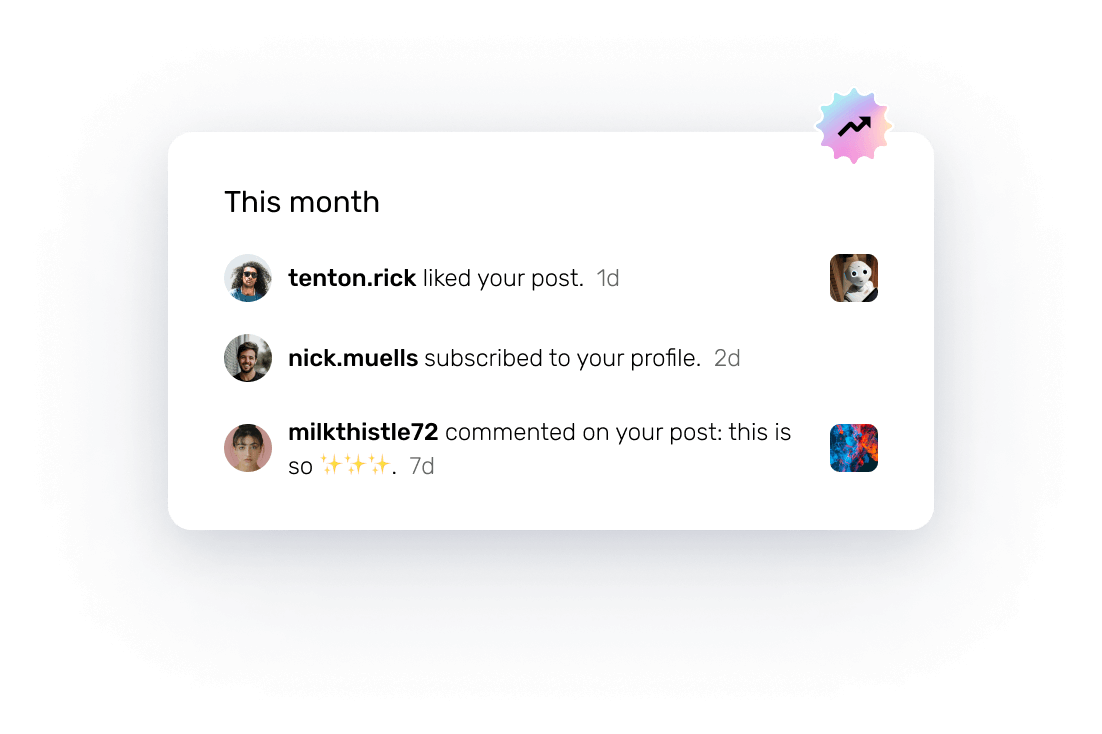 This month
tenton.rick liked your post. 1d
nick.muells subscribed to your profile. 2d
milkthistle72 commented on your post: this is
so ✨✨✨. 7d